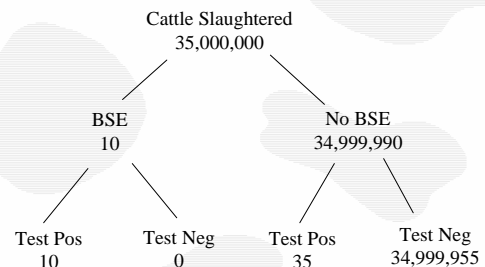 Cattle Slaughtered
35,000,000
BSE
10
No BSE
34,999,990
Test Pos
10
Test Neg
0
Test Pos
35
Test Neg
34,999,955